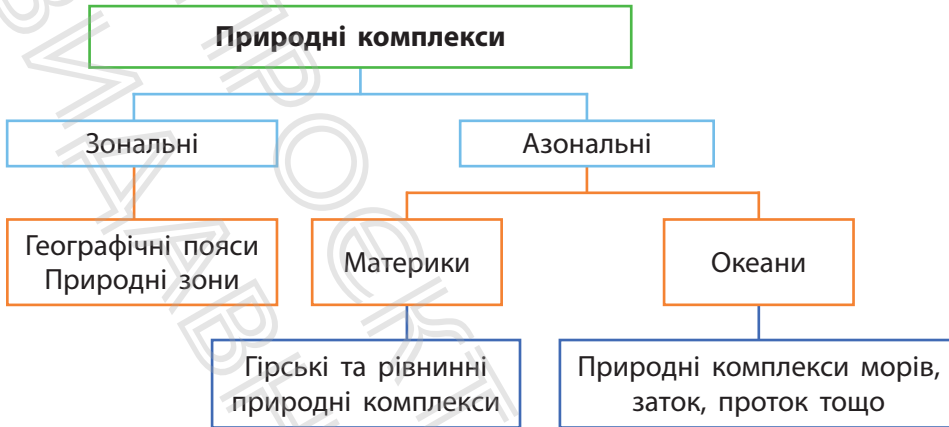 Природні комплекси
Зональні
Азональні
Географічні пояси
Природні зони
Материки
Океани
Гірські та рівнинні
природні комплекси
Природні комплекси морів,
заток, проток тощо
ПРОЄКТ